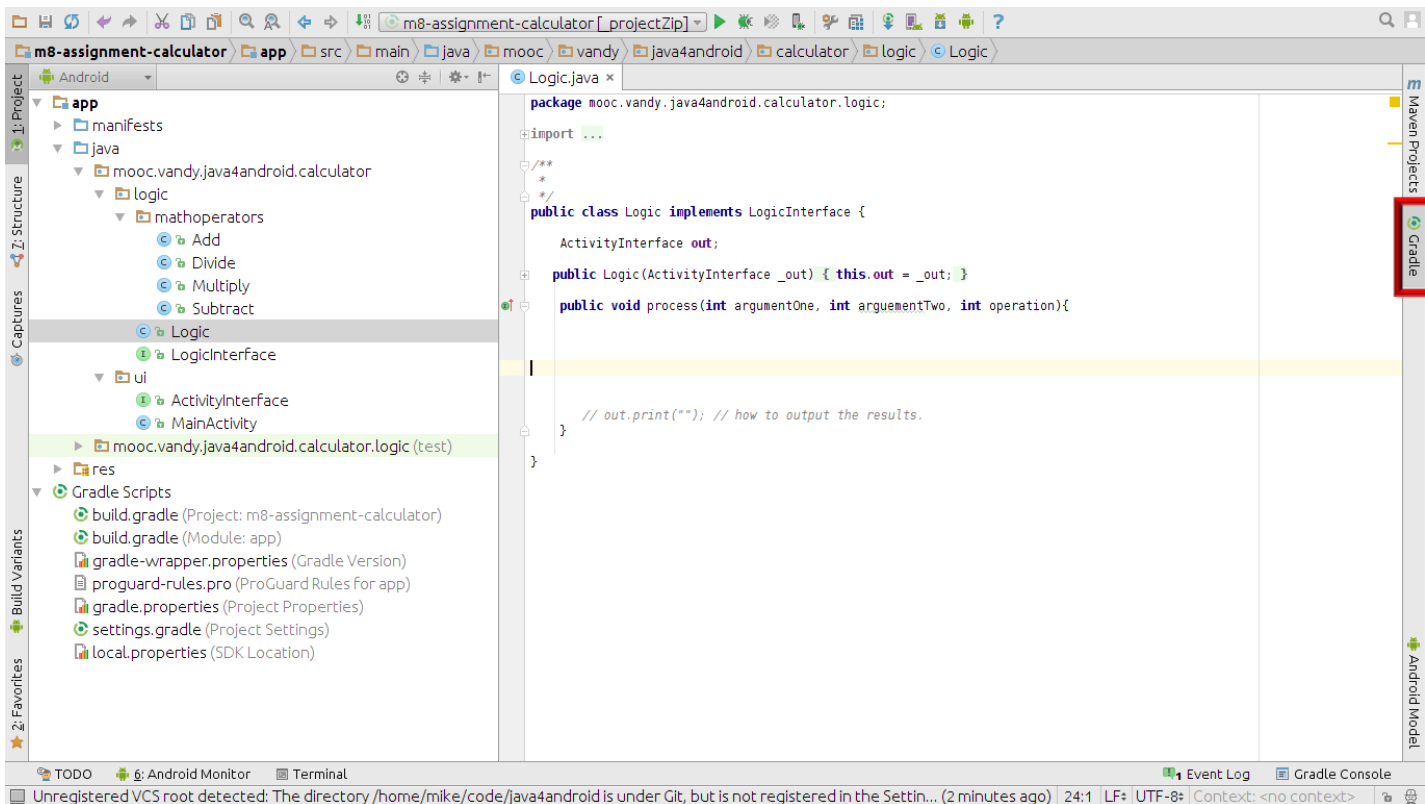 m8-assignment-calculator [_projectZip]
?
m8-assignment-calculator app src main java mooc vandy java4android calculator logic Logic
Android
Logic.java ×
1: Project
7: Structure
Captures
Build Variants
2: Favorites
app
manifests
java
mooc.vandy.java4android.calculator
logic
mathoperators
Add
Divide
Multiply
Subtract
Logic
LogicInterface
ui
ActivityInterface
MainActivity
mooc.vandy.java4android.calculator.logic (test)
res
Gradle Scripts
build.gradle (Project: m8-assignment-calculator)
build.gradle (Module: app)
gradle-wrapper.properties (Gradle Version)
proguard-rules.pro (ProGuard Rules for app)
gradle.properties (Project Properties)
settings.gradle (Project Settings)
local.properties (SDK Location)
package mooc.vandy.java4android.calculator.logic;
import ...
/**
*
*/
public class Logic implements LogicInterface {
ActivityInterface out;
public Logic(ActivityInterface _out) { this.out = _out; }
public void process(int argumentOne, int arguementTwo, int operation){
// out.print(""); // how to output the results.
}
}
m Maven Projects
Gradle
Android Model
TODO 6: Android Monitor Terminal 1 Event Log Gradle Console
Unregistered VCS root detected: The directory /home/mike/code/java4android is under Git, but is not registered in the Settin... (2 minutes ago) 24:1 LF UTF-8 Context: <no context>